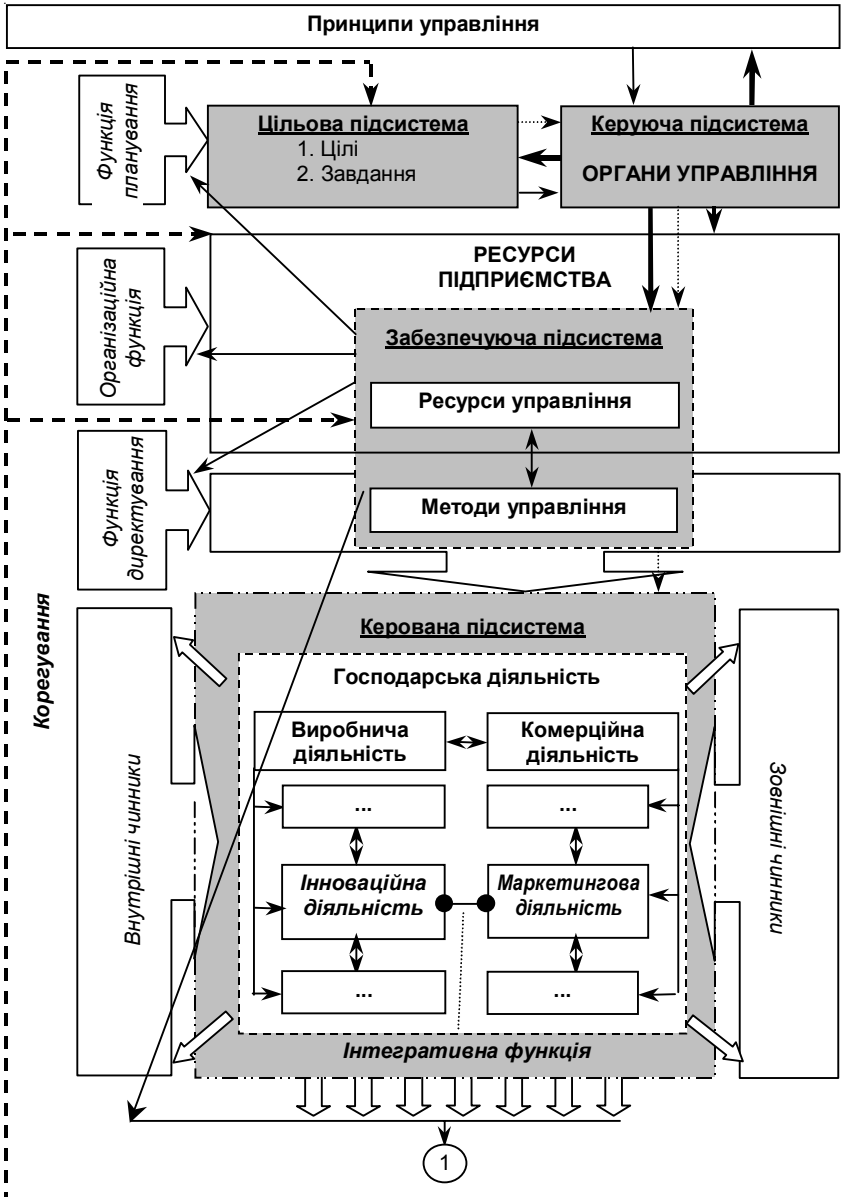 Принципи управління
Функція
планування
Цільова підсистема
1. Цілі
2. Завдання
Керуюча підсистема
ОРГАНИ УПРАВЛІННЯ
Організаційна
функція
РЕСУРСИ
ПІДПРИЄМСТВА
Забезпечуюча підсистема
Ресурси управління
Функція
директування
Методи управління
Корегування
Внутрішні чинники
Керована підсистема
Господарська діяльність
Виробнича
діяльність
Комерційна
діяльність
...
...
Інноваційна
діяльність
Маркетингова
діяльність
...
...
Інтегративна функція
Зовнішні чинники
1